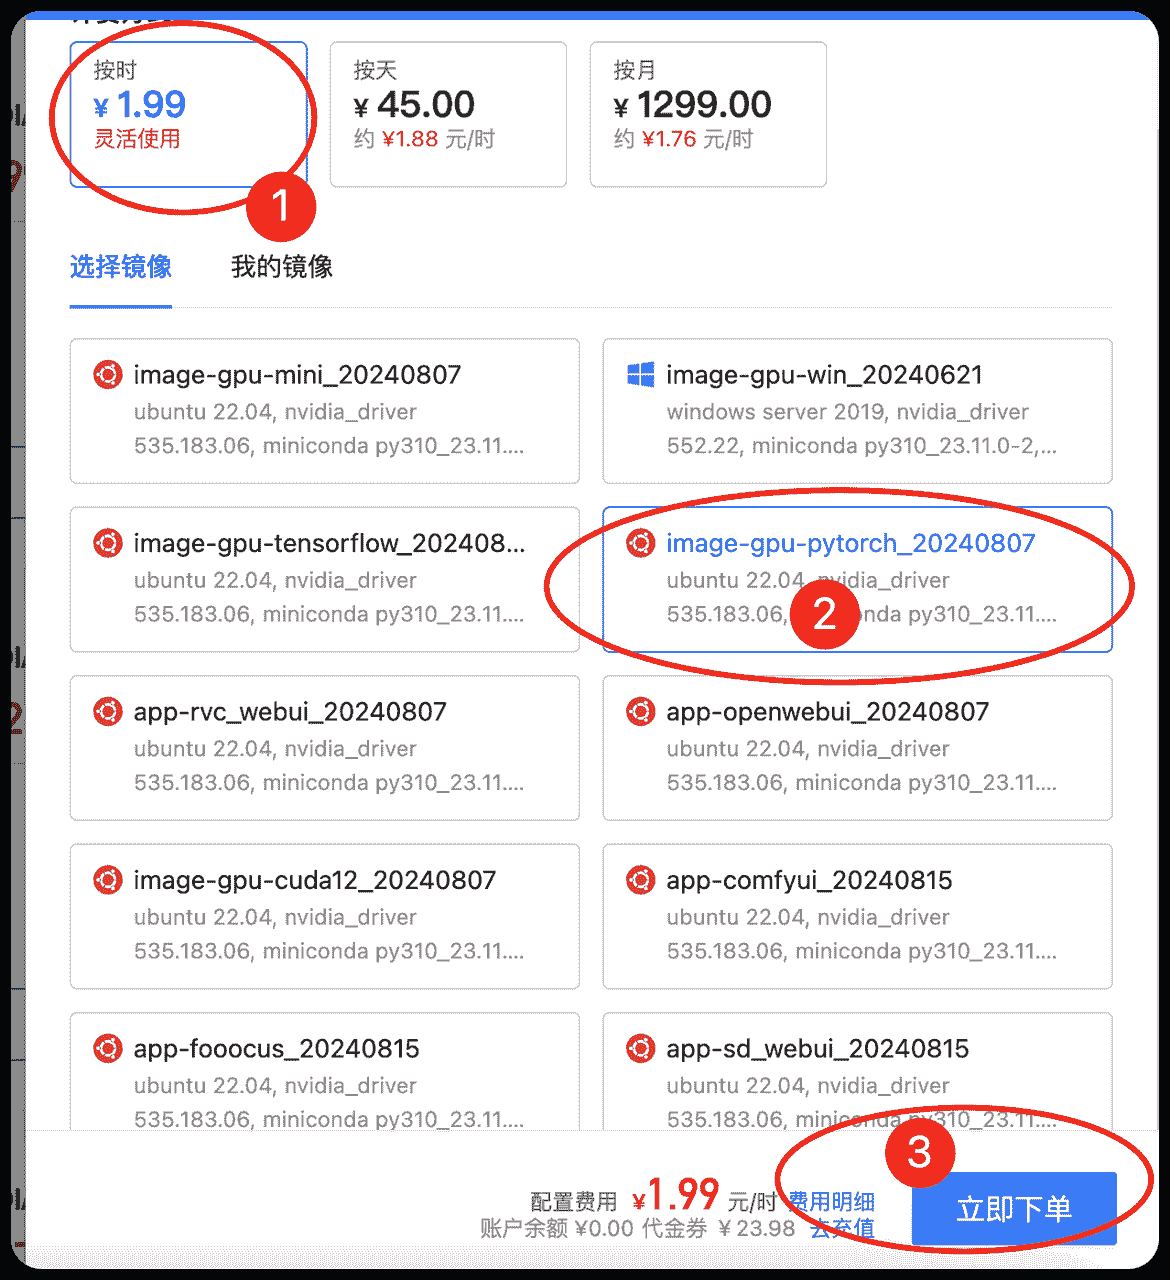 按时
¥ 1.99
灵活使用
按天
¥ 45.00
约 ¥1.88 元/时
按月
¥ 1299.00
约 ¥1.76 元/时
1
选择镜像
我的镜像
image-gpu-mini_20240807
ubuntu 22.04, nvidia_driver
535.183.06, miniconda py310_23.11....
image-gpu-win_20240621
windows server 2019, nvidia_driver
552.22, miniconda py310_23.11.0-2,...
image-gpu-tensorflow_202408...
ubuntu 22.04, nvidia_driver
535.183.06, miniconda py310_23.11....
image-gpu-pytorch_20240807
ubuntu 22.04, nvidia_driver
535.183.06, nda py310_23.11....
2
app-rvc_webui_20240807
ubuntu 22.04, nvidia_driver
535.183.06, miniconda py310_23.11....
app-openwebui_20240807
ubuntu 22.04, nvidia_driver
535.183.06, miniconda py310_23.11....
image-gpu-cuda12_20240807
ubuntu 22.04, nvidia_driver
535.183.06, miniconda py310_23.11....
app-comfyui_20240815
ubuntu 22.04, nvidia_driver
535.183.06, miniconda py310_23.11....
app-fooocus_20240815
ubuntu 22.04, nvidia_driver
535.183.06, miniconda py310_23.11....
app-sd_webui_20240815
ubuntu 22.04, nvidia_driver
535.183.06, miniconda py310_23.11....
3
配置费用 ¥1.99 元/时 费用明细
账户余额 ¥0.00 代金券 ¥23.98 去充值
立即下单